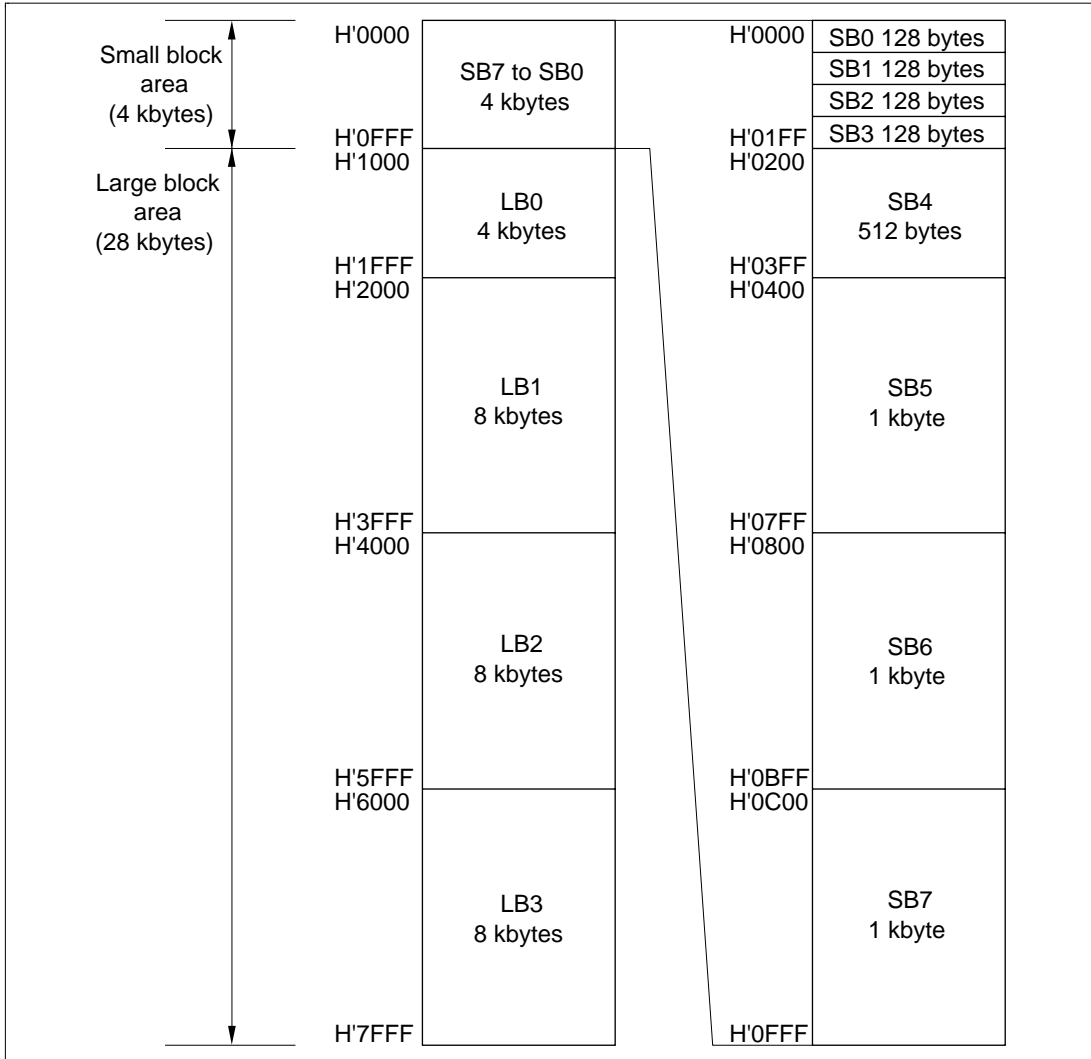 Small block
area
(4 kbytes)
Large block
area
(28 kbytes)
H'0000
SB7 to SB0
4 kbytes
H'0FFF
H'1000
LB0
4 kbytes
H'1FFF
H'2000
LB1
8 kbytes
H'3FFF
H'4000
LB2
8 kbytes
H'5FFF
H'6000
LB3
8 kbytes
H'7FFF
H'0000
SB0 128 bytes
SB1 128 bytes
SB2 128 bytes
SB3 128 bytes
H'01FF
H'0200
SB4
512 bytes
H'03FF
H'0400
SB5
1 kbyte
H'07FF
H'0800
SB6
1 kbyte
H'0BFF
H'0C00
SB7
1 kbyte
H'0FFF